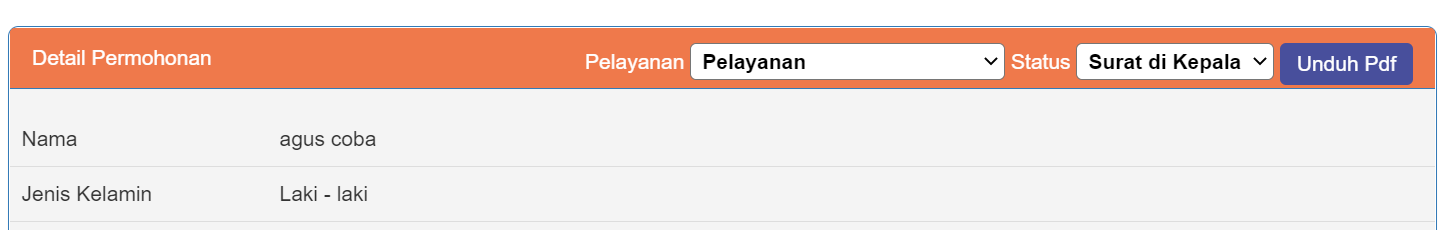 Detail Permohonan Pelayanan Pelayanan Status Surat di Kepala Unduh Pdf
Nama agus coba
Jenis Kelamin Laki - laki